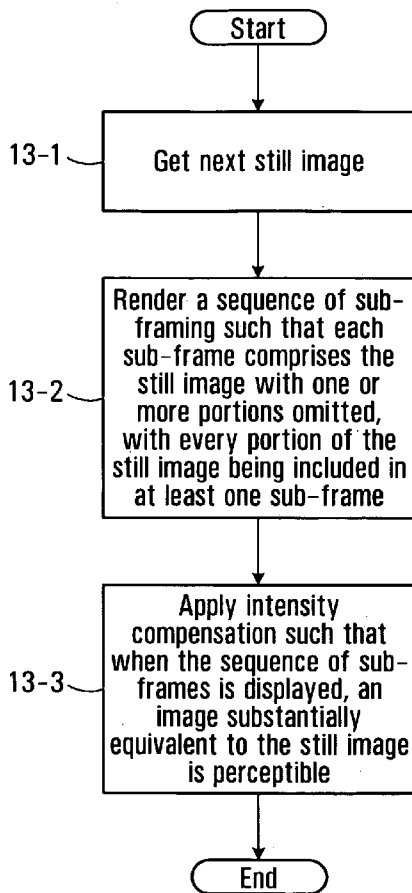 Start
13-1
Get next still image
13-2
Render a sequence of sub-
framing such that each
sub-frame comprises the
still image with one or
more portions omitted,
with every portion of the
still image being included in
at least one sub-frame
13-3
Apply intensity
compensation such that
when the sequence of sub-
frames is displayed, an
image substantially
equivalent to the still image
is perceptible
End